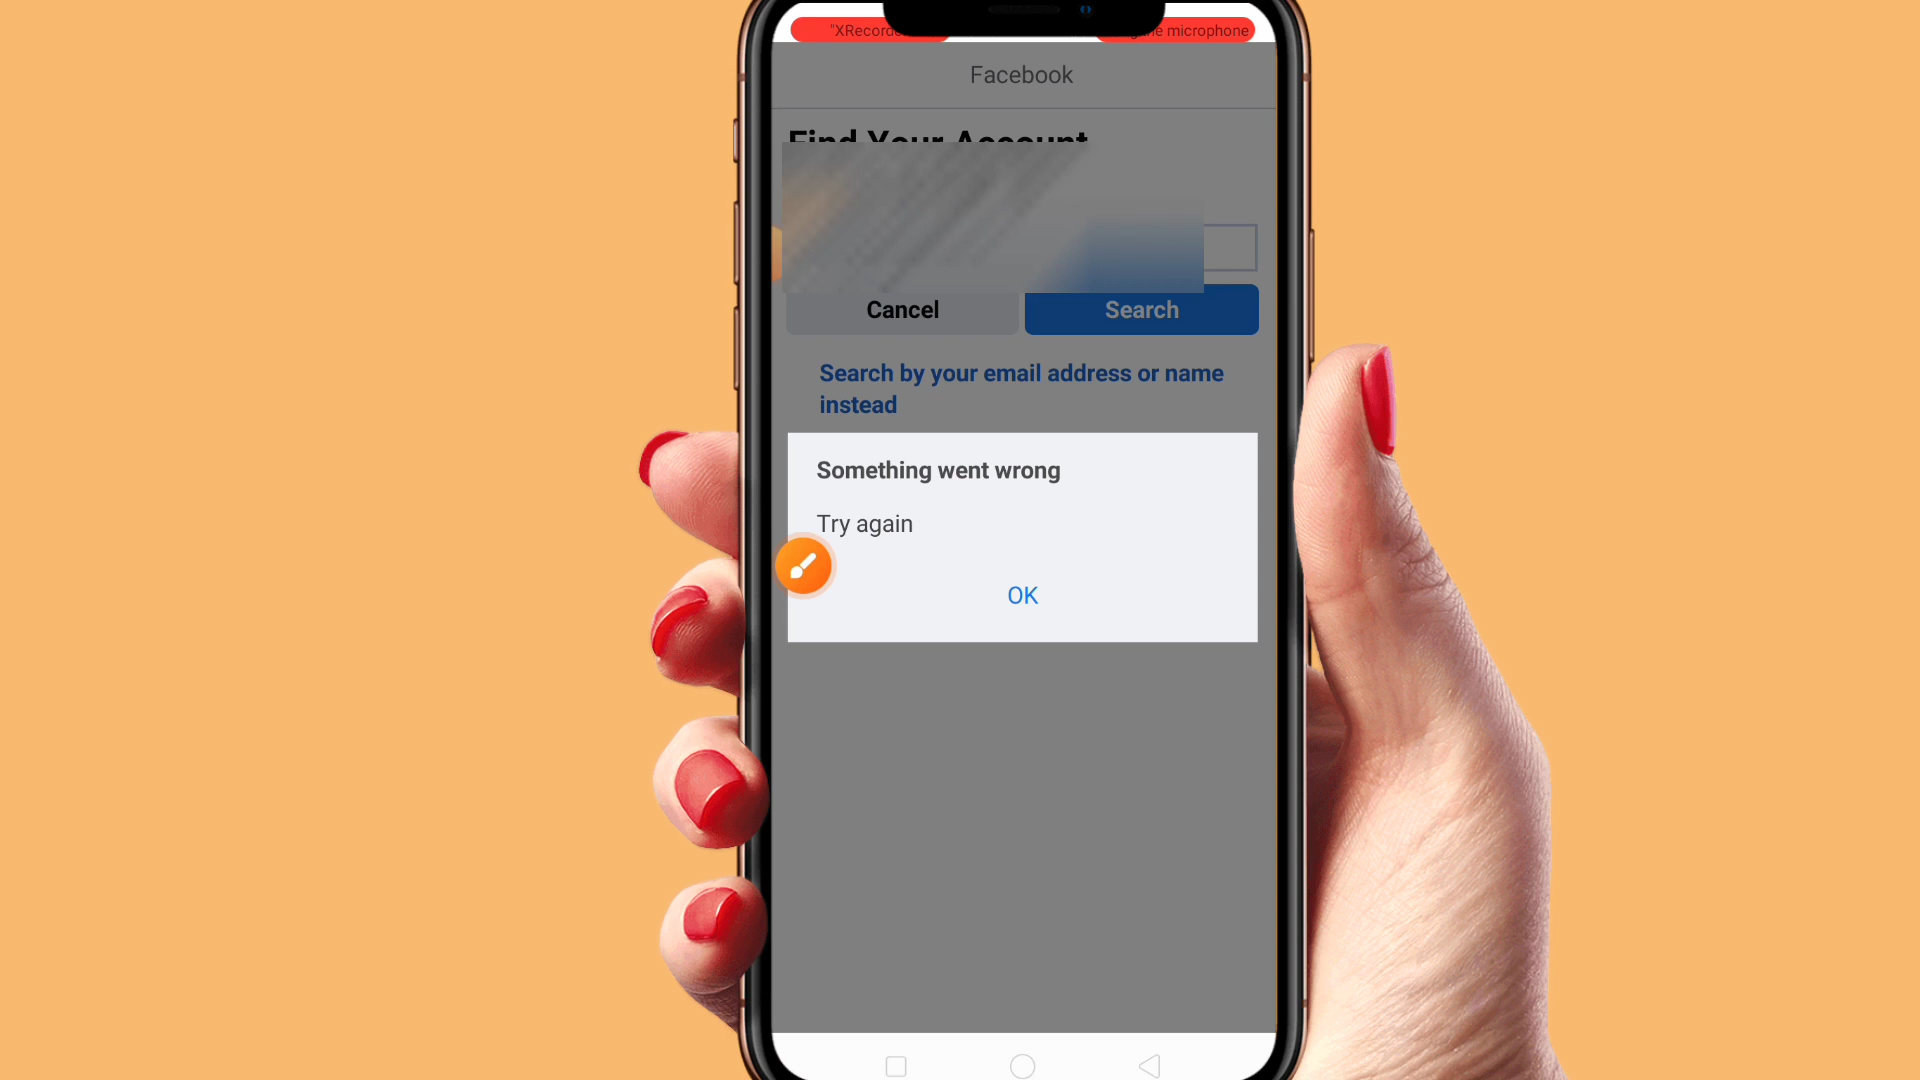 "XRecord
microphone
Facebook
Find Your Account
Cancel
Search
Search by your email address or name
instead
Something went wrong
Try again
OK